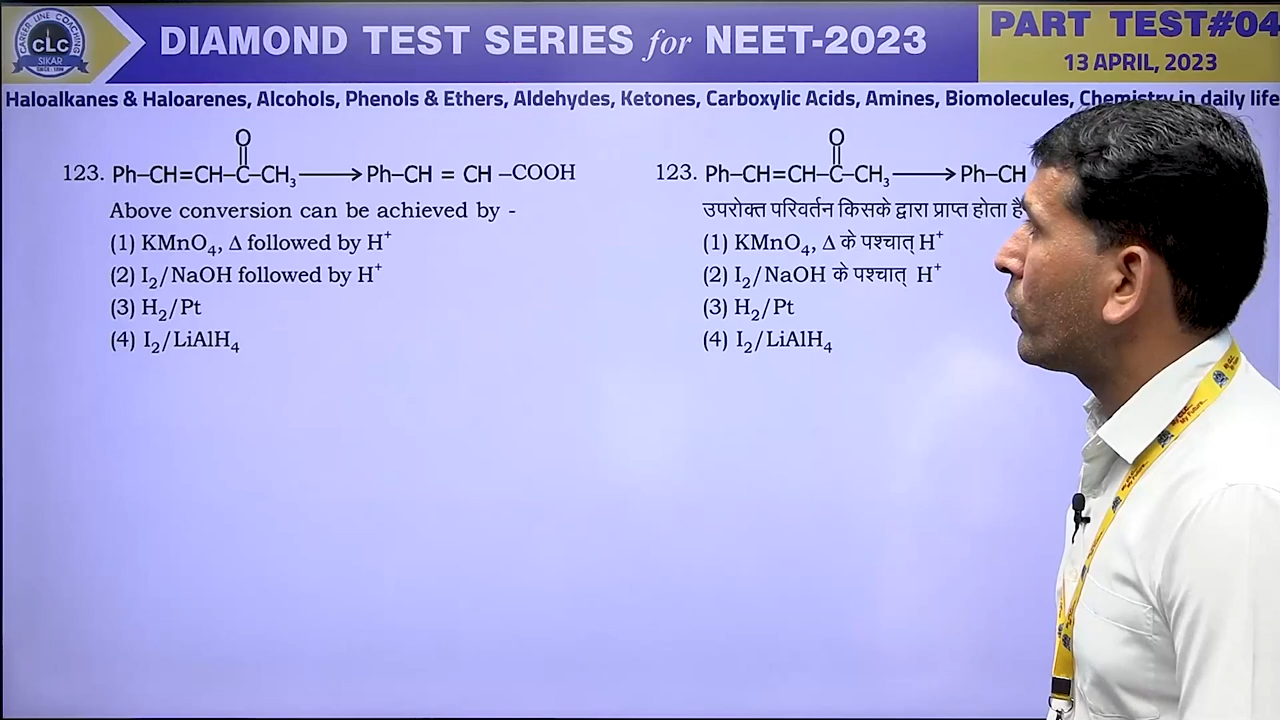 CAREER LINE COACHING
CLC
SIKAR
DIAMOND TEST SERIES for NEET-2023
PART TEST#04
13 APRIL, 2023
Haloalkanes & Haloarenes, Alcohols, Phenols & Ethers, Aldehydes, Ketones, Carboxylic Acids, Amines, Biomolecules, Chemistry in daily life
O
123. Ph–CH=CH–C–CH₃ → Ph–CH = CH –COOH
Above conversion can be achieved by -
(1) KMnO₄, Δ followed by H⁺
(2) I₂/NaOH followed by H⁺
(3) H₂/Pt
(4) I₂/LiAlH₄
O
123. Ph–CH=CH–C–CH₃ → Ph–CH
उपरोक्त परिवर्तन किसके द्वारा प्राप्त होता है
(1) KMnO₄, Δ के पश्चात् H⁺
(2) I₂/NaOH के पश्चात् H⁺
(3) H₂/Pt
(4) I₂/LiAlH₄